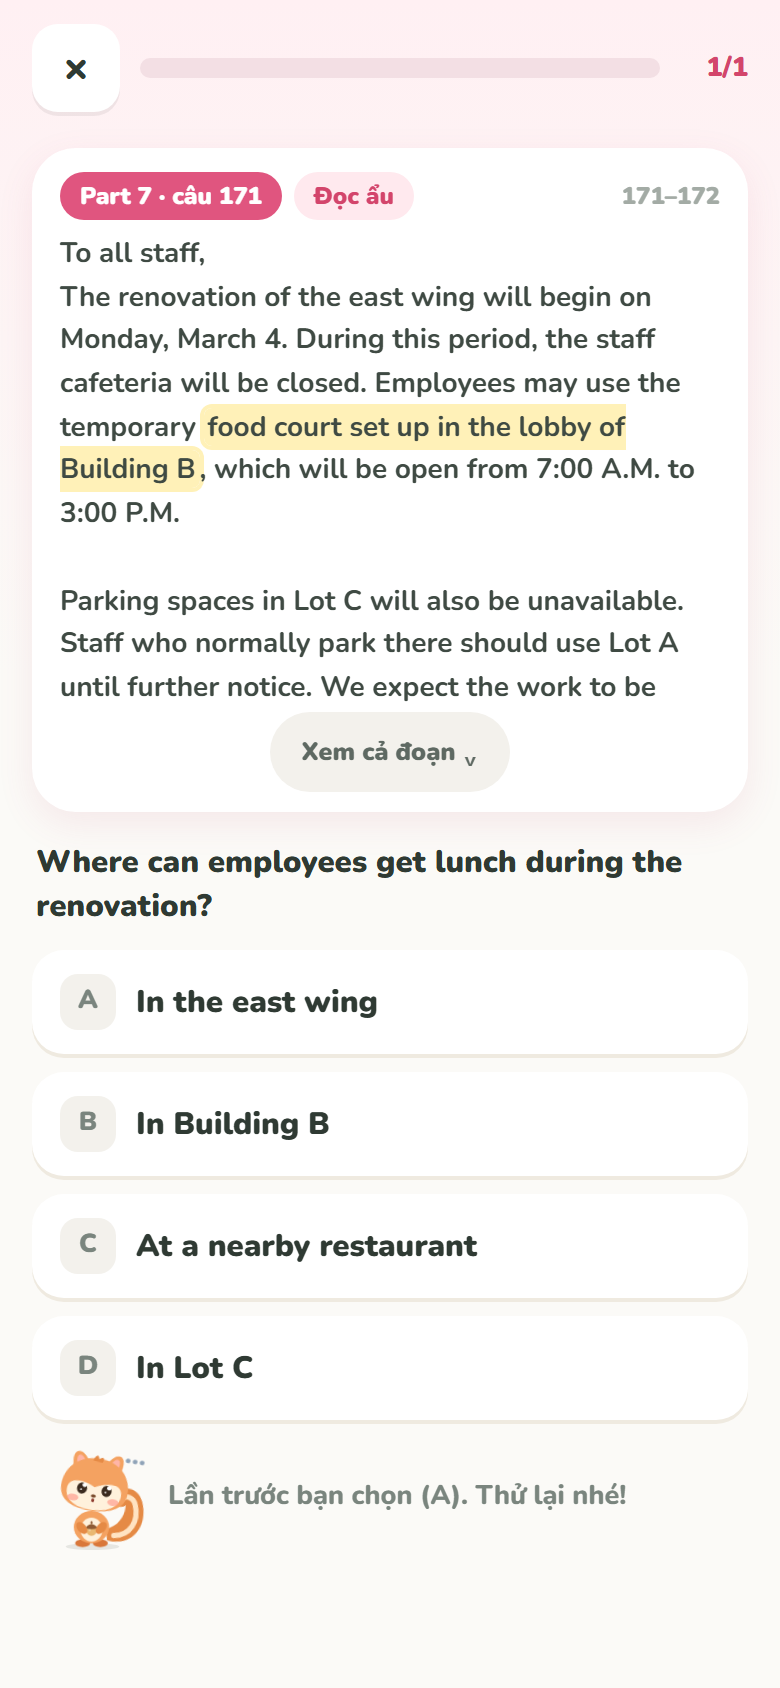 ×
1/1
Part 7 · câu 171
Đọc ẩu
171–172
To all staff,
The renovation of the east wing will begin on
Monday, March 4. During this period, the staff
cafeteria will be closed. Employees may use the
temporary food court set up in the lobby of
Building B, which will be open from 7:00 A.M. to
3:00 P.M.
Parking spaces in Lot C will also be unavailable.
Staff who normally park there should use Lot A
until further notice. We expect the work to be
Xem cả đoạn v
Where can employees get lunch during the
renovation?
A In the east wing
B In Building B
C At a nearby restaurant
D In Lot C
Lần trước bạn chọn (A). Thử lại nhé!